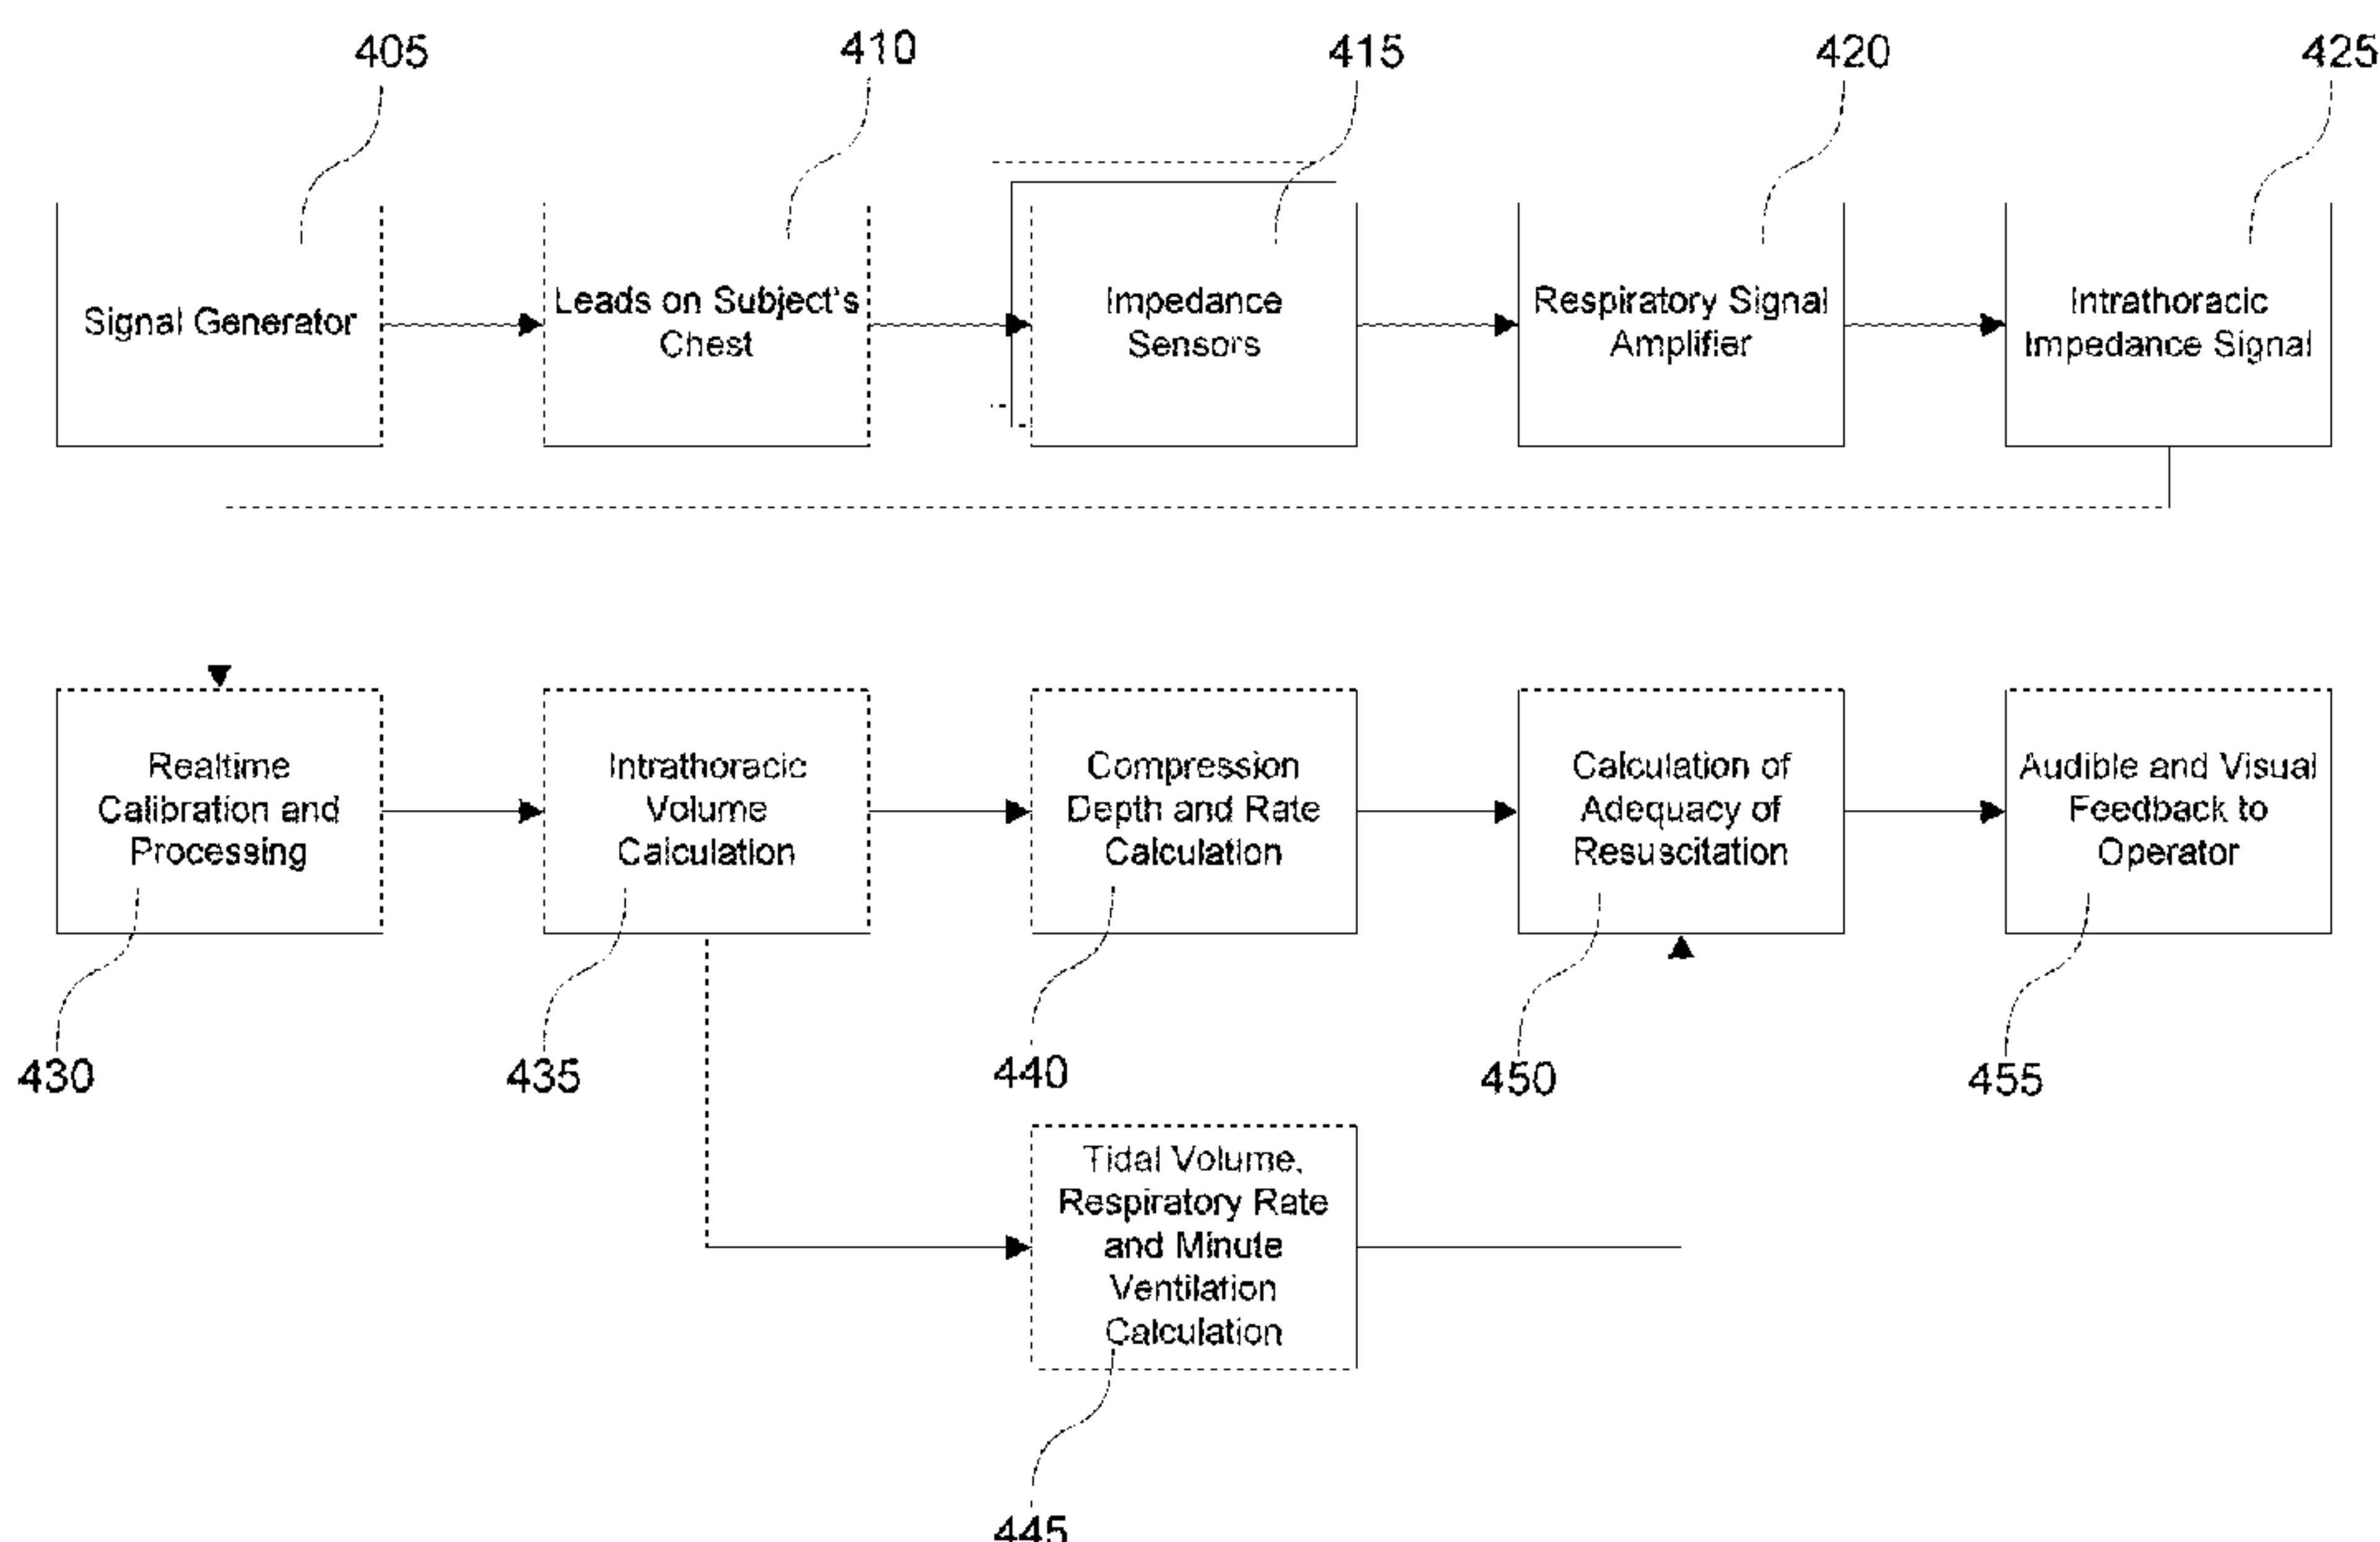 405
410
415
420
425
Signal Generator
Leads on Subject's
Chest
Impedance
Sensors
Respiratory Signal
Amplifier
Intrathoracic
Impedance Signal
Realtime
Calibration and
Processing
Intrathoracic
Volume
Calculation
Compression
Depth and Rate
Calculation
Calculation of
Adequacy of
Resuscitation
Audible and Visual
Feedback to
Operator
430
435
440
450
455
Tidal Volume,
Respiratory Rate
and Minute
Ventilation
Calculation
445